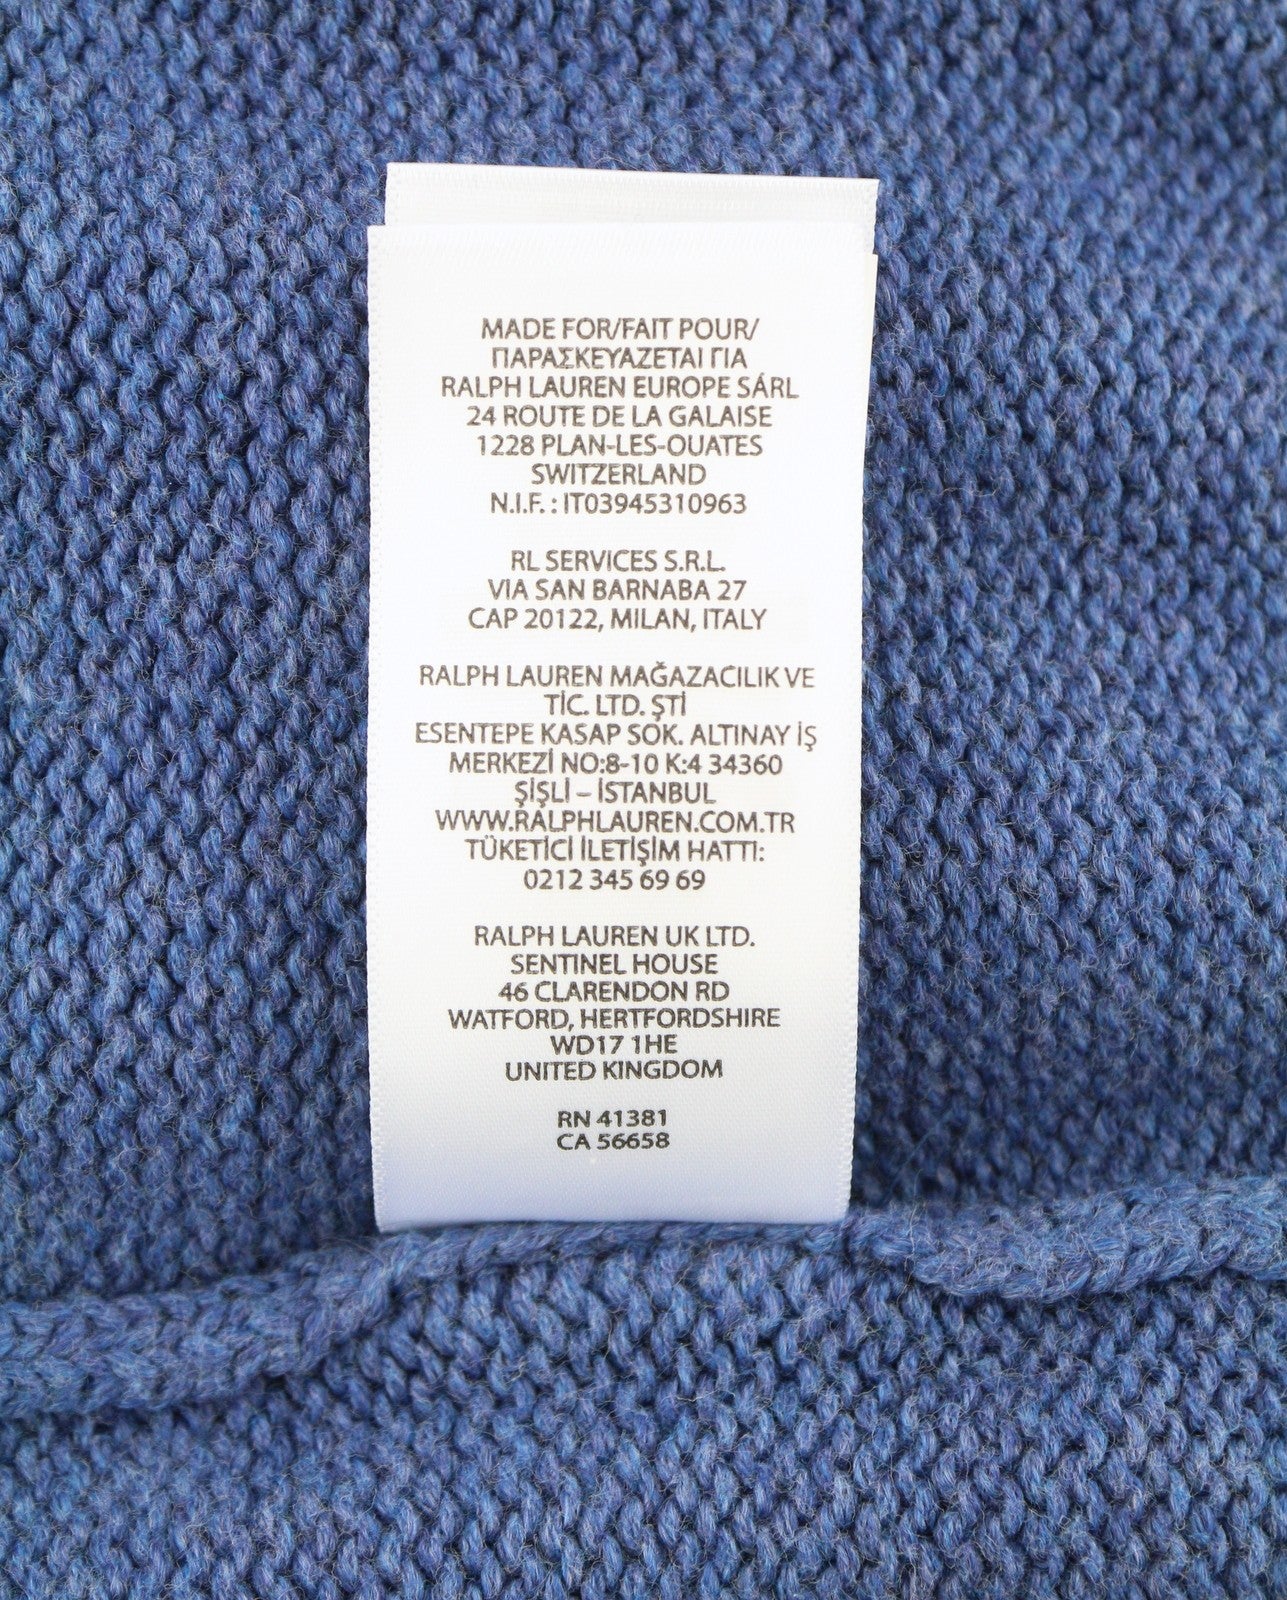 MADE FOR/FAIT POUR/
ΠΑΡΑΣΚΕΥΑΖΕΤΑΙ ΓΙΑ
RALPH LAUREN EUROPE SÁRL
24 ROUTE DE LA GALAISE
1228 PLAN-LES-OUATES
SWITZERLAND
N.I.F. : IT03945310963
RL SERVICES S.R.L.
VIA SAN BARNABA 27
CAP 20122, MILAN, ITALY
RALPH LAUREN MAĞAZACILIK VE
TİC. LTD. ŞTİ
ESENTEPE KASAP SOK. ALTINAY İŞ
MERKEZİ NO:8-10 K:4 34360
ŞİŞLİ – İSTANBUL
WWW.RALPHLAUREN.COM.TR
TÜKETİCİ İLETİŞİM HATTI:
0212 345 69 69
RALPH LAUREN UK LTD.
SENTINEL HOUSE
46 CLARENDON RD
WATFORD, HERTFORDSHIRE
WD17 1HE
UNITED KINGDOM
RN 41381
CA 56658